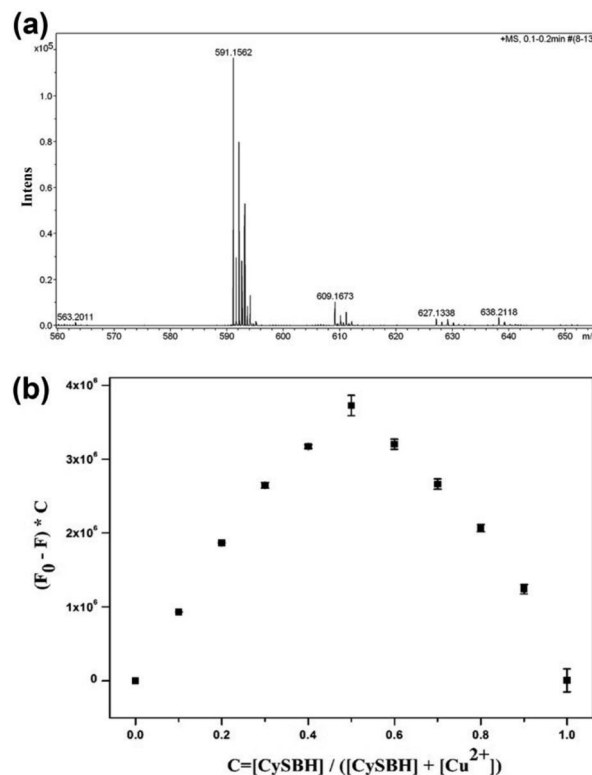 (a)
+MS, 0.1-0.2min #(8-13
x10⁵
591.1562
1.0
0.8
0.6
0.4
0.2
0.0
Intens
563.2011
609.1673
627.1338
638.2118
560 570 580 590 600 610 620 630 640 650 m/
(b)
4x10⁶
3x10⁶
2x10⁶
1x10⁶
0
(F₀ - F) * C
0.0 0.2 0.4 0.6 0.8 1.0
C=[CySBH] / ([CySBH] + [Cu²⁺])